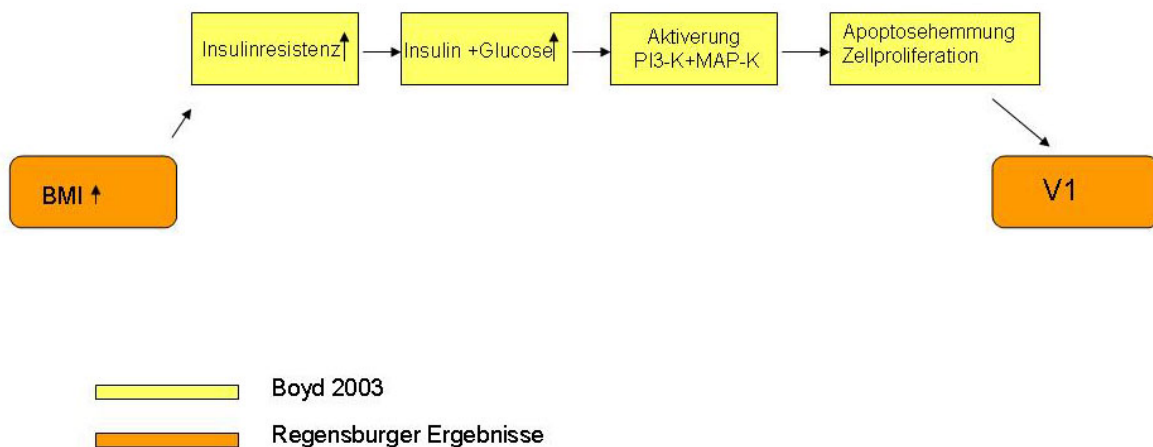 Insulinresistenz↑
Insulin +Glucose↑
Aktiverung
PI3-K+MAP-K
Apoptosehemmung
Zellproliferation
BMI ↑
V1
Boyd 2003
Regensburger Ergebnisse